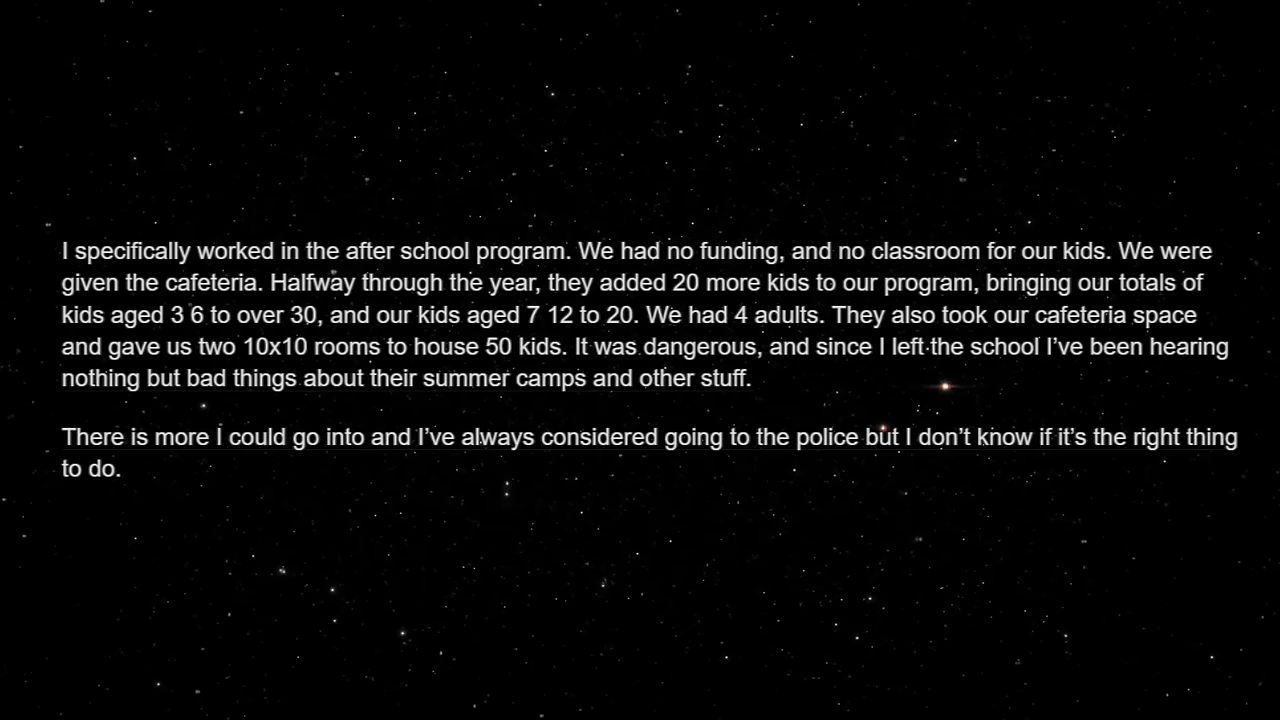 I specifically worked in the after school program. We had no funding, and no classroom for our kids. We were
given the cafeteria. Halfway through the year, they added 20 more kids to our program, bringing our totals of
kids aged 3 6 to over 30, and our kids aged 7 12 to 20. We had 4 adults. They also took our cafeteria space
and gave us two 10x10 rooms to house 50 kids. It was dangerous, and since I left the school I’ve been hearing
nothing but bad things about their summer camps and other stuff.
There is more I could go into and I’ve always considered going to the police but I don’t know if it’s the right thing
to do.